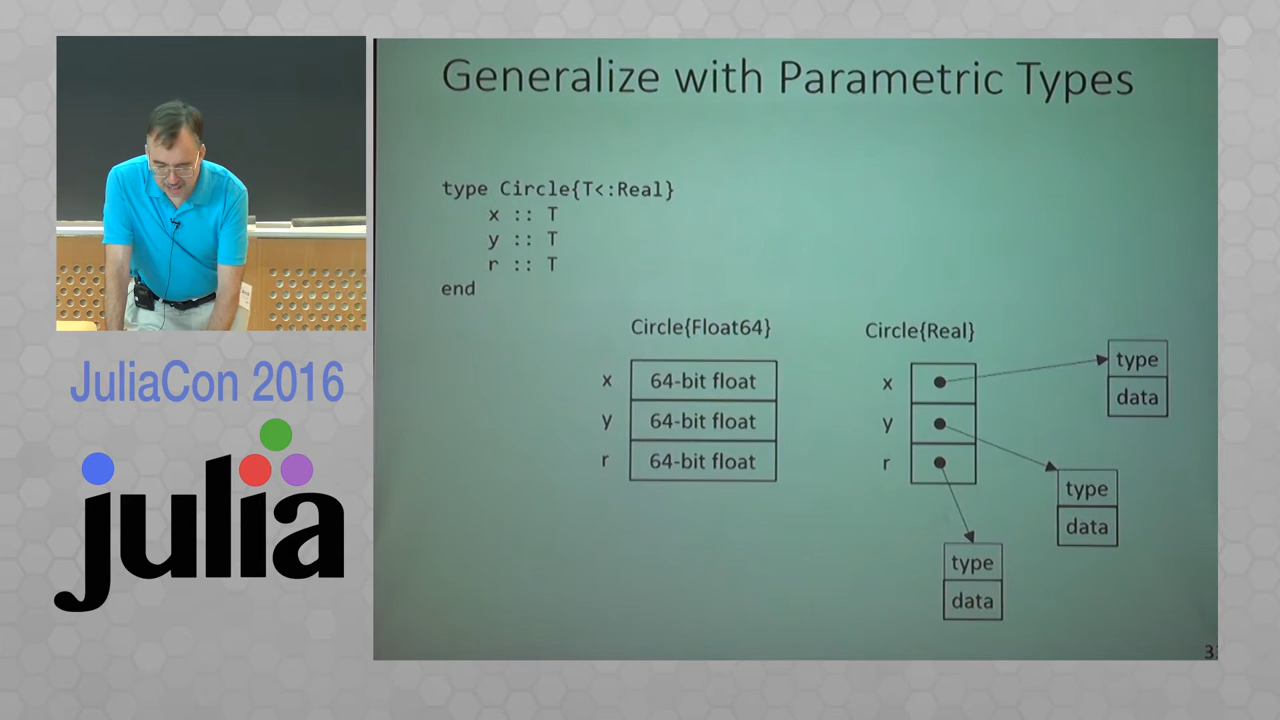 Generalize with Parametric Types
type Circle{T<:Real}
x :: T
y :: T
r :: T
end
Circle{Float64}
x 64-bit float
y 64-bit float
r 64-bit float
Circle{Real}
x
y
r
type
data
type
data
type
data
JuliaCon 2016
julia